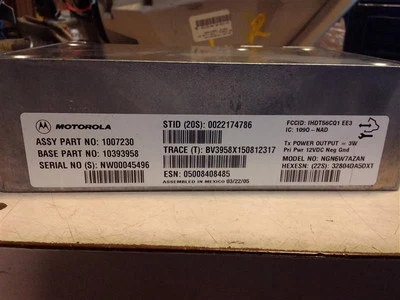 MOTOROLA
ASSY PART NO: 1007230
BASE PART NO: 10393958
SERIAL NO (S): NW00045496
STID (20S): 0022174786
TRACE (T): BV3958X150812317
ESN: 05008408485
ASSEMBLED IN MEXICO 03/22/05
FCCID: IHDT56CQ1 EE3
IC: 109O-NAD
Tx POWER OUTPUT = 3W
Pri Pwr 12VDC Neg Gnd
MODEL NO: NGN6W7AZAN
HEXESN: (22S): 32804DA5DXT